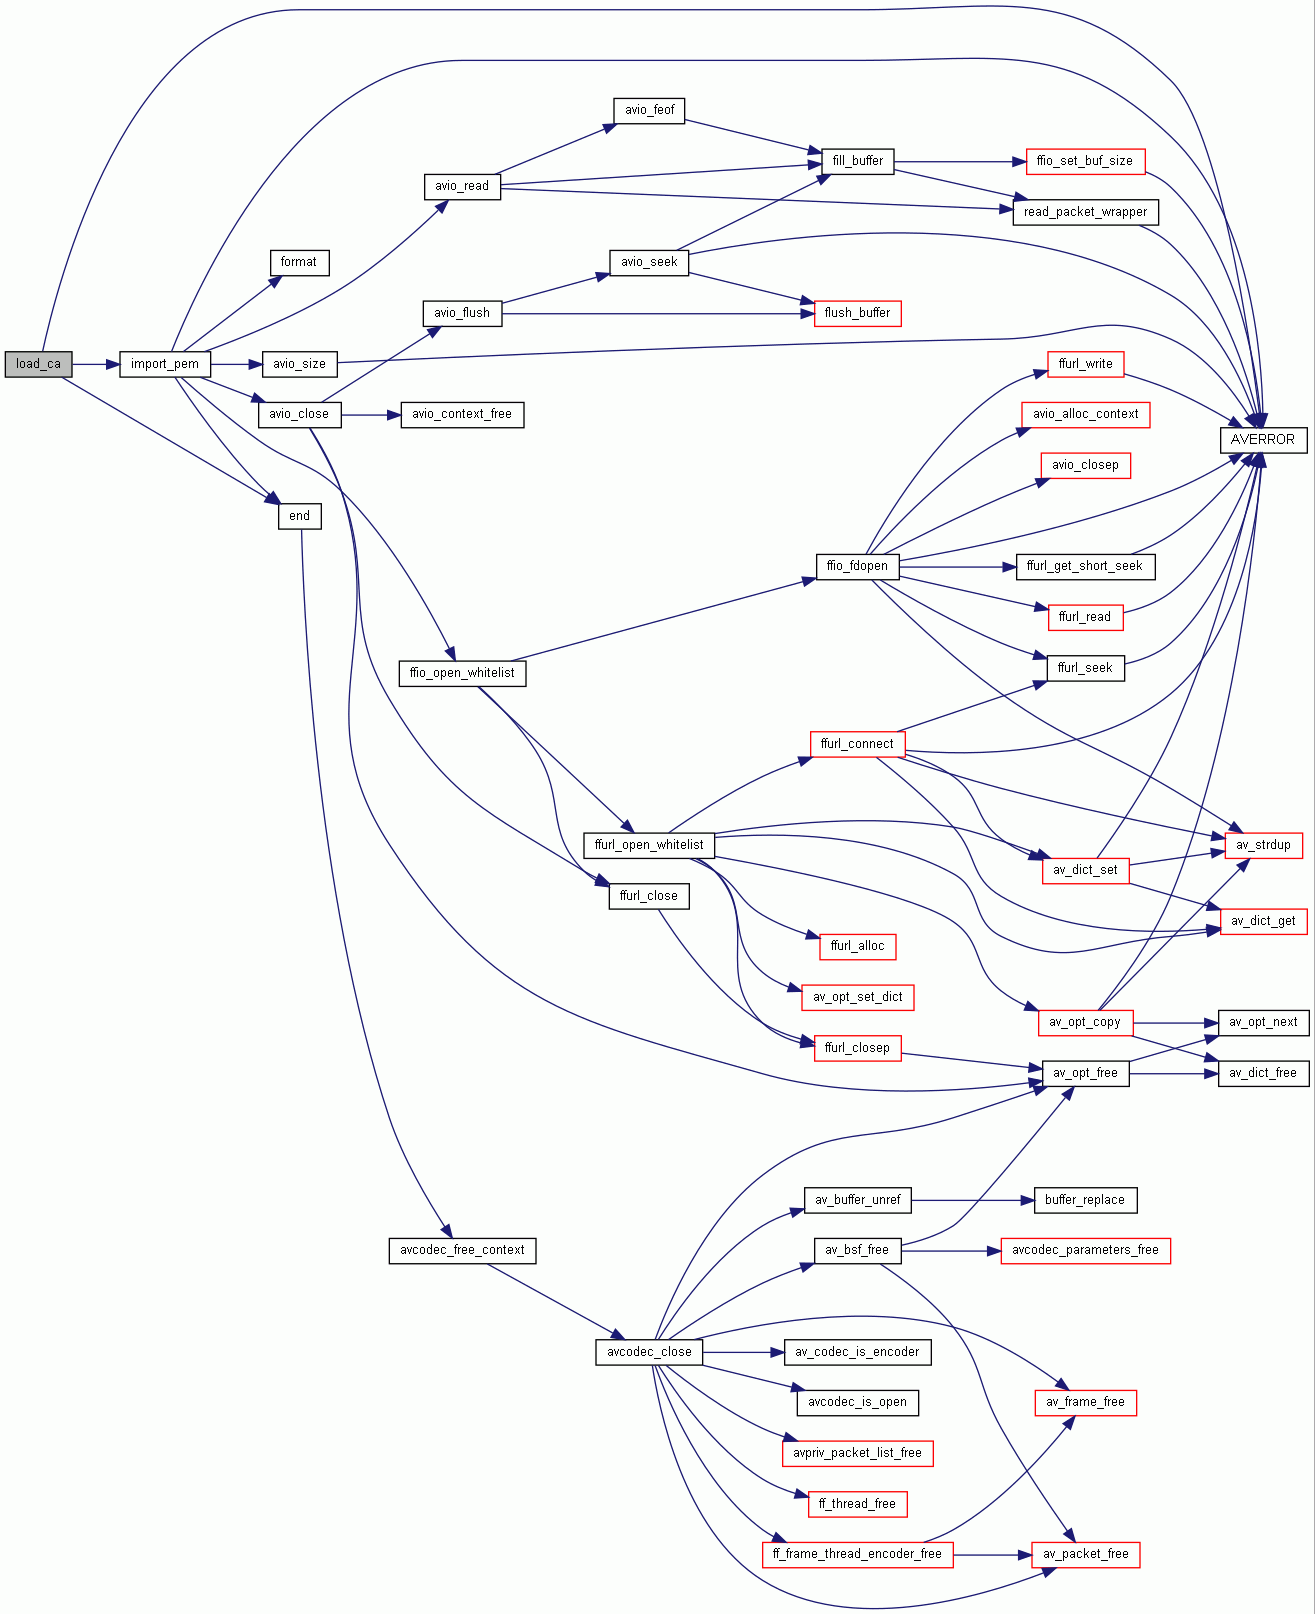 avio_feof
fill_buffer
ffio_set_buf_size
avio_read
read_packet_wrapper
format
avio_seek
avio_flush
flush_buffer
load_ca
import_pem
avio_size
ffurl_write
avio_close
avio_context_free
avio_alloc_context
AVERROR
avio_closep
end
ffio_fdopen
ffurl_get_short_seek
ffurl_read
ffio_open_whitelist
ffurl_seek
ffurl_connect
ffurl_open_whitelist
av_strdup
av_dict_set
ffurl_close
av_dict_get
ffurl_alloc
av_opt_set_dict
av_opt_copy
av_opt_next
ffurl_closep
av_opt_free
av_dict_free
av_buffer_unref
buffer_replace
avcodec_free_context
av_bsf_free
avcodec_parameters_free
avcodec_close
av_codec_is_encoder
avcodec_is_open
av_frame_free
avpriv_packet_list_free
ff_thread_free
ff_frame_thread_encoder_free
av_packet_free